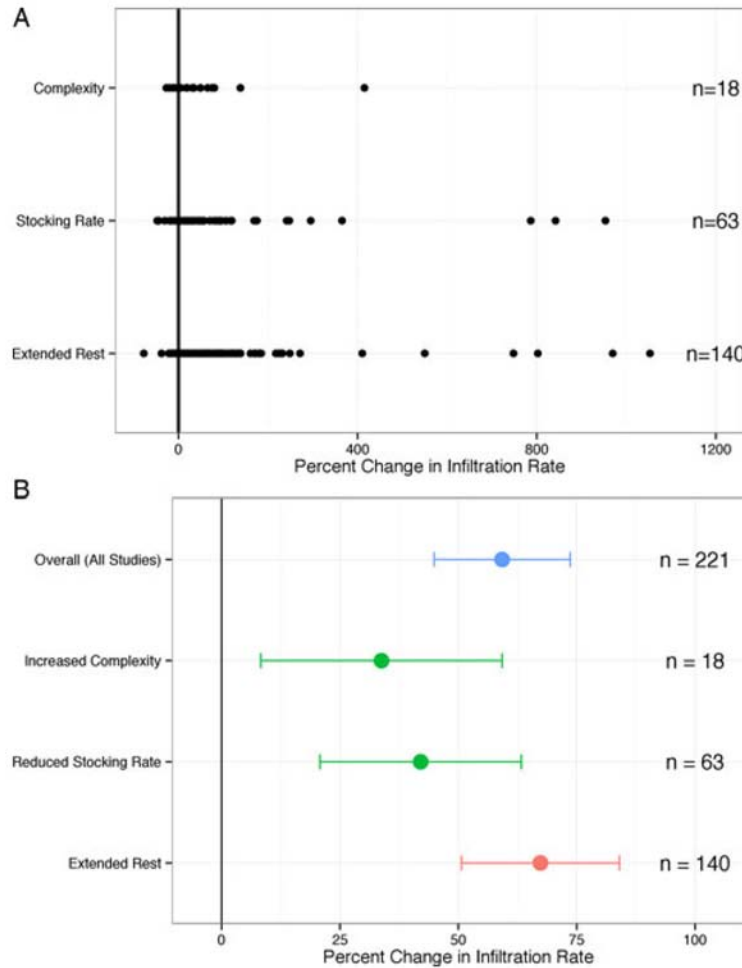 A
Complexity
n=18
Stocking Rate
n=63
Extended Rest
n=140
0
400
800
1200
Percent Change in Infiltration Rate
B
Overall (All Studies)
n = 221
Increased Complexity
n = 18
Reduced Stocking Rate
n = 63
Extended Rest
n = 140
0
25
50
75
100
Percent Change in Infiltration Rate